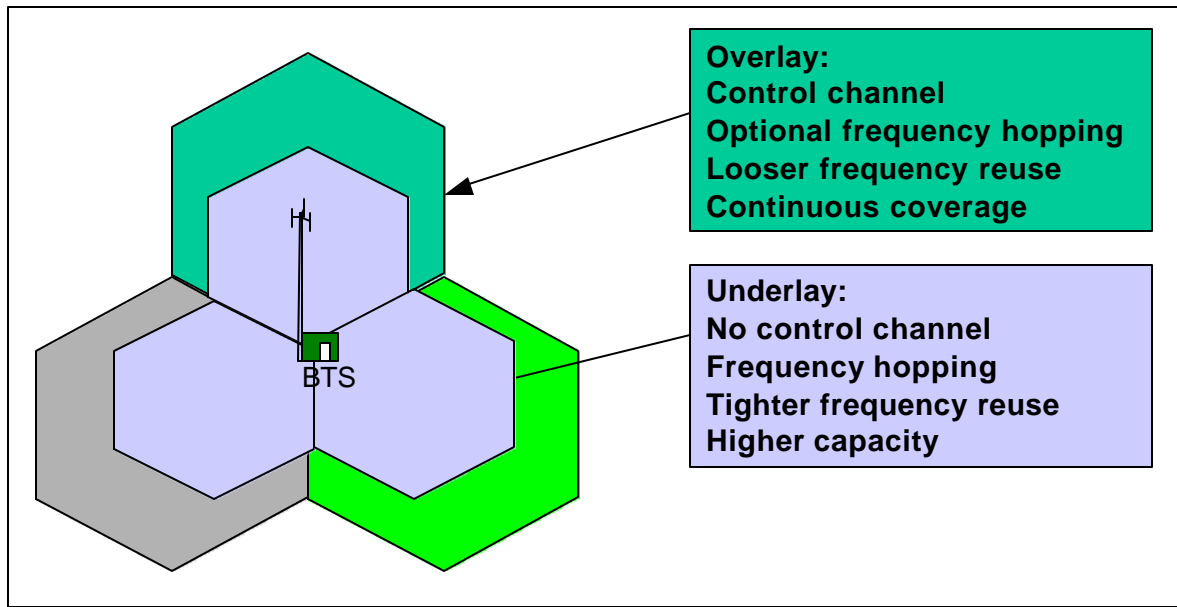 Overlay:
Control channel
Optional frequency hopping
Looser frequency reuse
Continuous coverage
Underlay:
No control channel
Frequency hopping
Tighter frequency reuse
Higher capacity
BTS